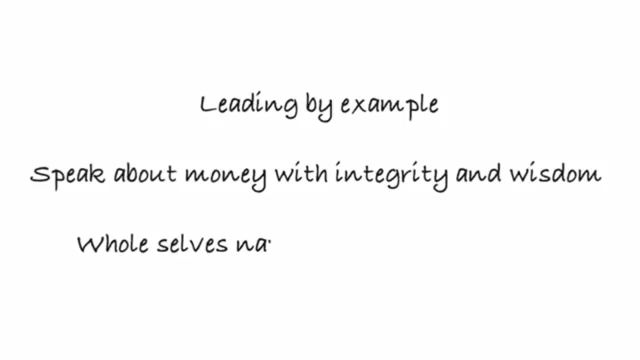 Leading by example
Speak about money with integrity and wisdom
Whole selves na